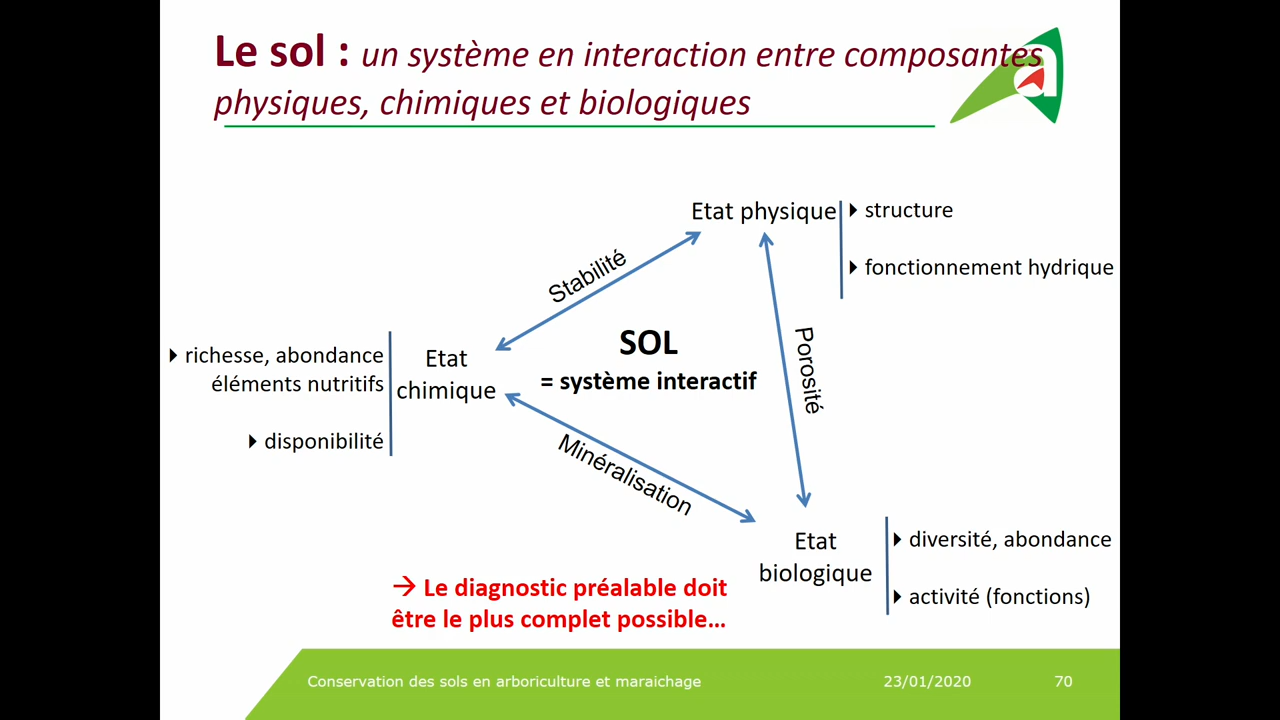 Le sol : un système en interaction entre composantes
physiques, chimiques et biologiques
Etat physique
structure
fonctionnement hydrique
Stabilité
Porosité
SOL
= système interactif
richesse, abondance
éléments nutritifs
disponibilité
Etat
chimique
Minéralisation
Etat
biologique
diversité, abondance
activité (fonctions)
→ Le diagnostic préalable doit
être le plus complet possible...
Conservation des sols en arboriculture et maraichage
23/01/2020
70